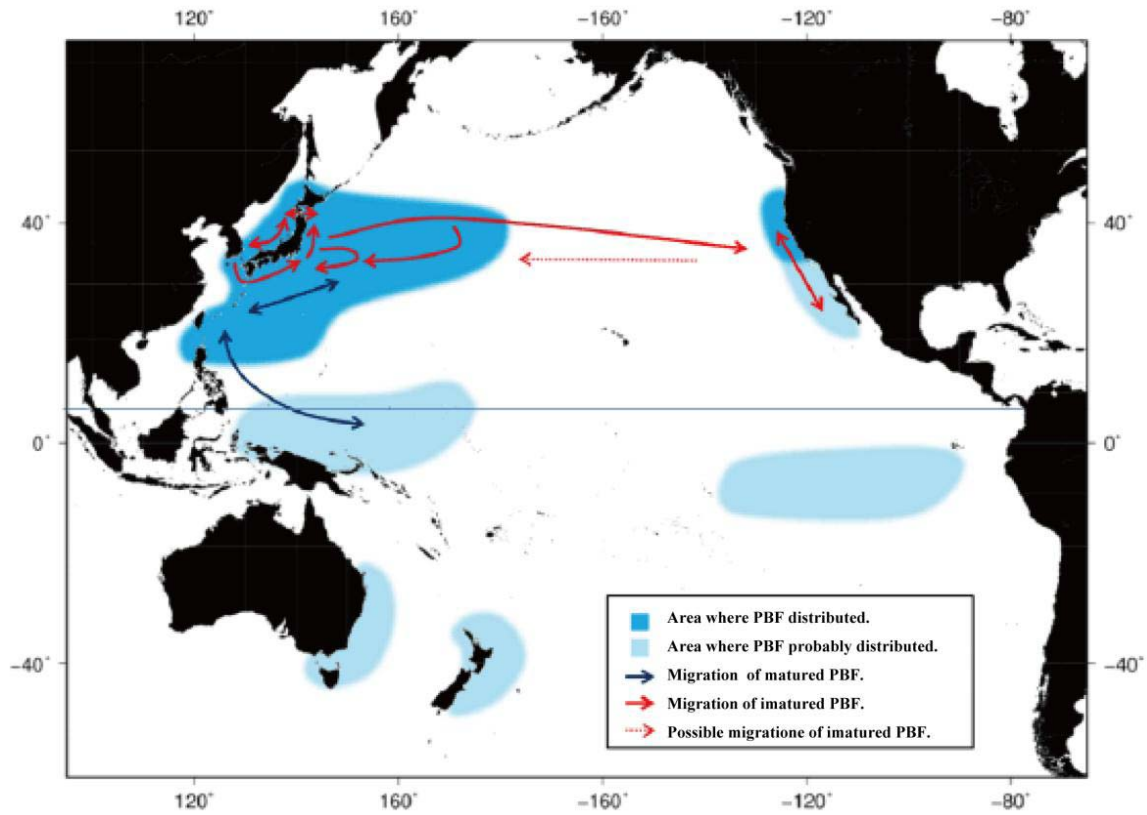 120° 160° −160° −120° −80°
40° 40°
0° 0°
−40° −40°
Area where PBF distributed.
Area where PBF probably distributed.
Migration of matured PBF.
Migration of imatured PBF.
Possible migratione of imatured PBF.
120° 160° −160° −120° −80°